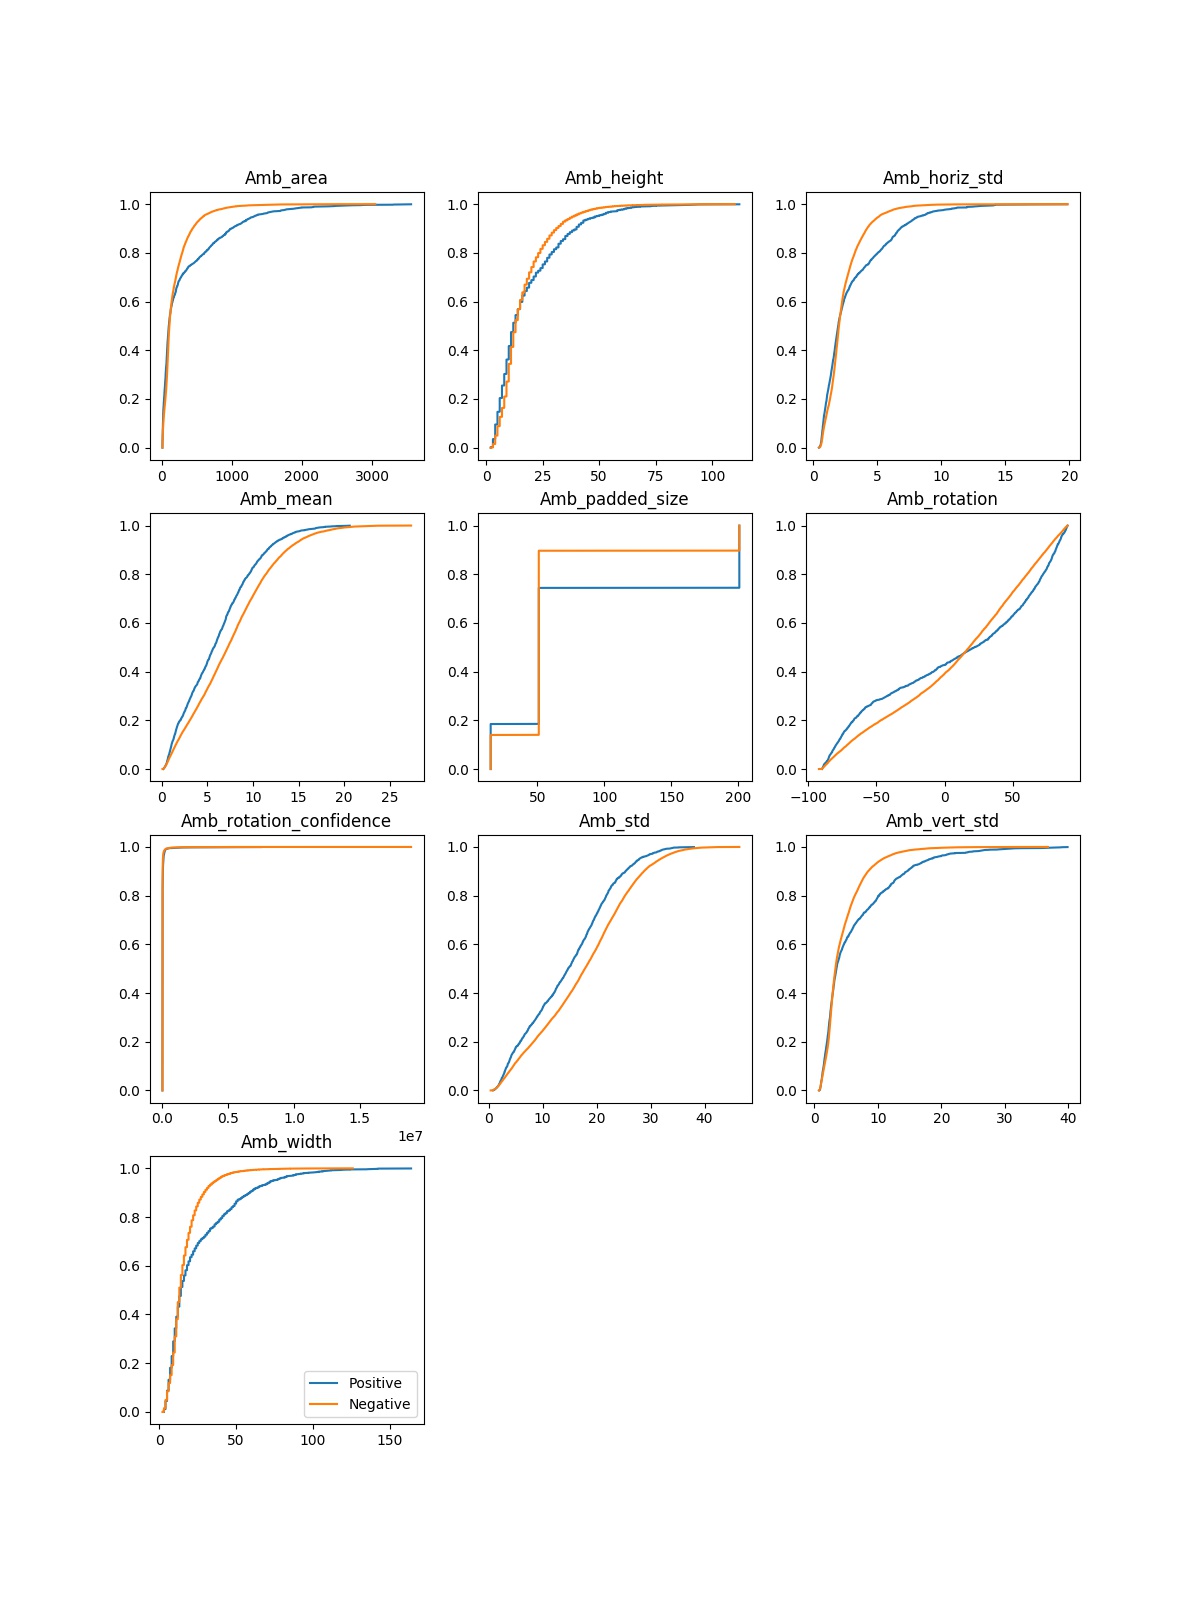 Amb_area Amb_height Amb_horiz_std
1.0 1.0 1.0
0.8 0.8 0.8
0.6 0.6 0.6
0.4 0.4 0.4
0.2 0.2 0.2
0.0 0.0 0.0
0 1000 2000 3000 0 25 50 75 100 0 5 10 15 20
Amb_mean Amb_padded_size Amb_rotation
1.0 1.0 1.0
0.8 0.8 0.8
0.6 0.6 0.6
0.4 0.4 0.4
0.2 0.2 0.2
0.0 0.0 0.0
0 5 10 15 20 25 50 100 150 200 −100 −50 0 50
Amb_rotation_confidence Amb_std Amb_vert_std
1.0 1.0 1.0
0.8 0.8 0.8
0.6 0.6 0.6
0.4 0.4 0.4
0.2 0.2 0.2
0.0 0.0 0.0
0.0 0.5 1.0 1.5 0 10 20 30 40 0 10 20 30 40
1e7
Amb_width
1.0
0.8
0.6
0.4
0.2
0.0
Positive
Negative
0 50 100 150